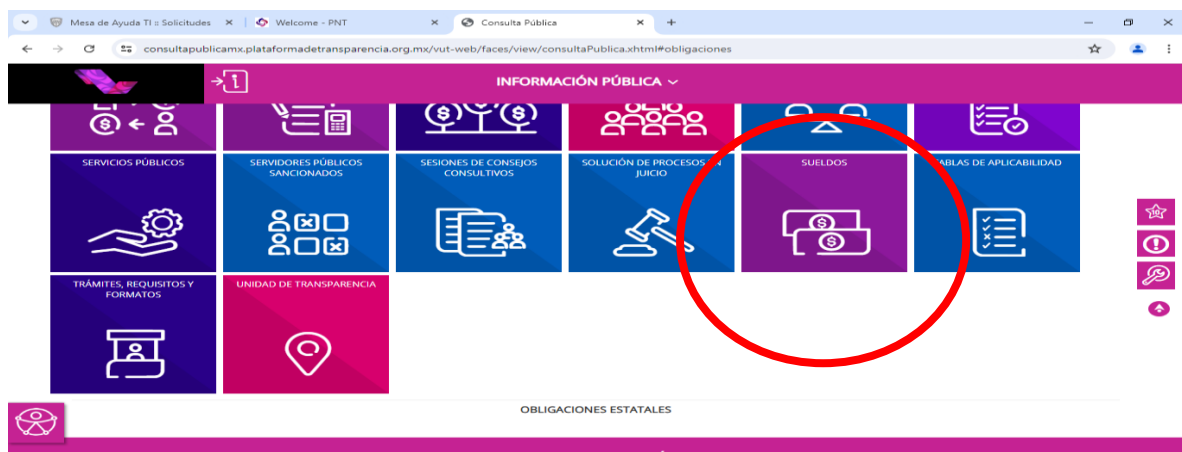 Mesa de Ayuda TI :: Solicitudes
Welcome - PNT
Consulta Pública
consultapublicamx.plataformadetransparencia.org.mx/vut-web/faces/view/consultaPublica.xhtml#obligaciones
INFORMACIÓN PÚBLICA
SERVICIOS PÚBLICOS
SERVIDORES PÚBLICOS
SANCIONADOS
SESIONES DE CONSEJOS
CONSULTIVOS
SOLUCIÓN DE PROCESOS EN
JUICIO
SUELDOS
TABLAS DE APLICABILIDAD
TRÁMITES, REQUISITOS Y
FORMATOS
UNIDAD DE TRANSPARENCIA
OBLIGACIONES ESTATALES